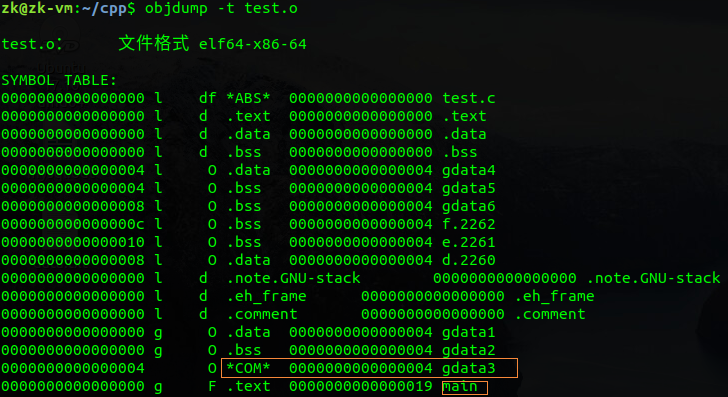 zk@zk-vm:~/cpp$ objdump -t test.o
test.o：     文件格式 elf64-x86-64
SYMBOL TABLE:
0000000000000000 l    df *ABS*  0000000000000000 test.c
0000000000000000 l    d  .text  0000000000000000 .text
0000000000000000 l    d  .data  0000000000000000 .data
0000000000000000 l    d  .bss   0000000000000000 .bss
0000000000000004 l     O .data  0000000000000004 gdata4
0000000000000004 l     O .bss   0000000000000004 gdata5
0000000000000008 l     O .bss   0000000000000004 gdata6
000000000000000c l     O .bss   0000000000000004 f.2262
0000000000000010 l     O .bss   0000000000000004 e.2261
0000000000000008 l     O .data  0000000000000004 d.2260
0000000000000000 l    d  .note.GNU-stack        0000000000000000 .note.GNU-stack
0000000000000000 l    d  .eh_frame      0000000000000000 .eh_frame
0000000000000000 l    d  .comment       0000000000000000 .comment
0000000000000000 g     O .data  0000000000000004 gdata1
0000000000000000 g     O .bss   0000000000000004 gdata2
0000000000000004       O *COM*  0000000000000004 gdata3
0000000000000000 g     F .text  0000000000000019 main